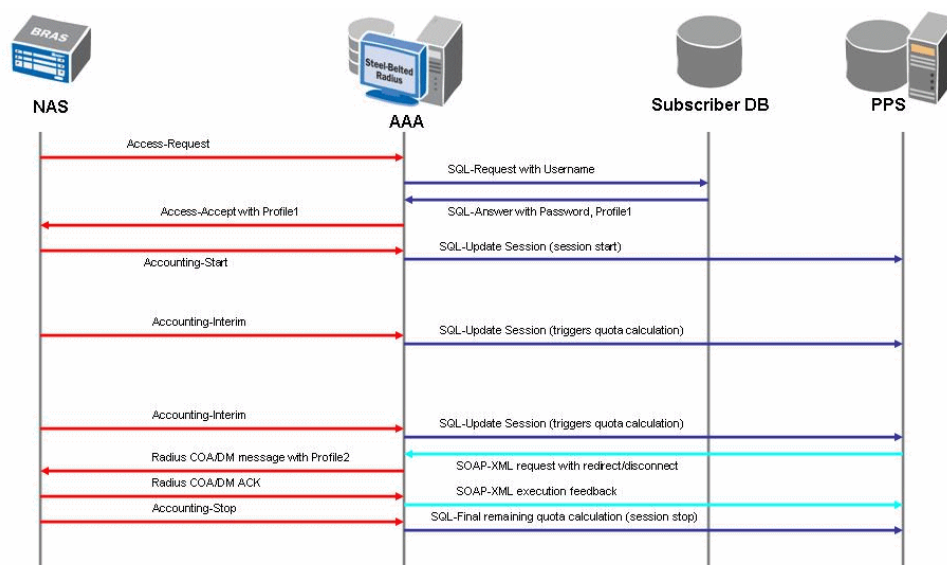 BRAS
Steel-Belted
Radius
NAS
AAA
Subscriber DB
PPS
Access-Request
SQL-Request with Username
Access-Accept with Profile1
SQL-Answer with Password, Profile1
Accounting-Start
SQL-Update Session (session start)
Accounting-Interim
SQL-Update Session (triggers quota calculation)
Accounting-Interim
SQL-Update Session (triggers quota calculation)
Radius COA/DM message with Profile2
SOAP-XML request with redirect/disconnect
Radius COA/DM ACK
SOAP-XML execution feedback
Accounting-Stop
SQL-Final remaining quota calculation (session stop)